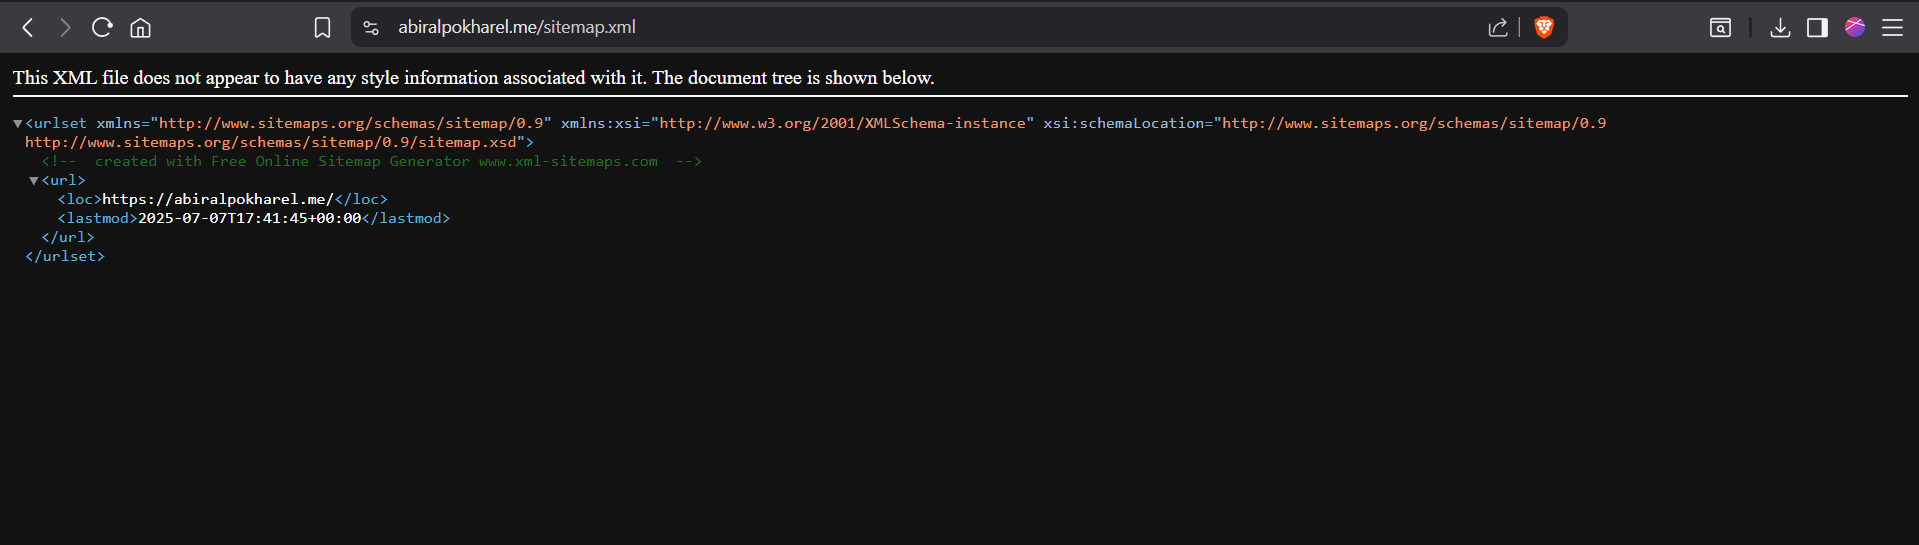 abiralpokharel.me/sitemap.xml
This XML file does not appear to have any style information associated with it. The document tree is shown below.
▼<urlset xmlns="http://www.sitemaps.org/schemas/sitemap/0.9" xmlns:xsi="http://www.w3.org/2001/XMLSchema-instance" xsi:schemaLocation="http://www.sitemaps.org/schemas/sitemap/0.9
http://www.sitemaps.org/schemas/sitemap/0.9/sitemap.xsd">
<!--  created with Free Online Sitemap Generator www.xml-sitemaps.com  -->
▼<url>
<loc>https://abiralpokharel.me/</loc>
<lastmod>2025-07-07T17:41:45+00:00</lastmod>
</url>
</urlset>